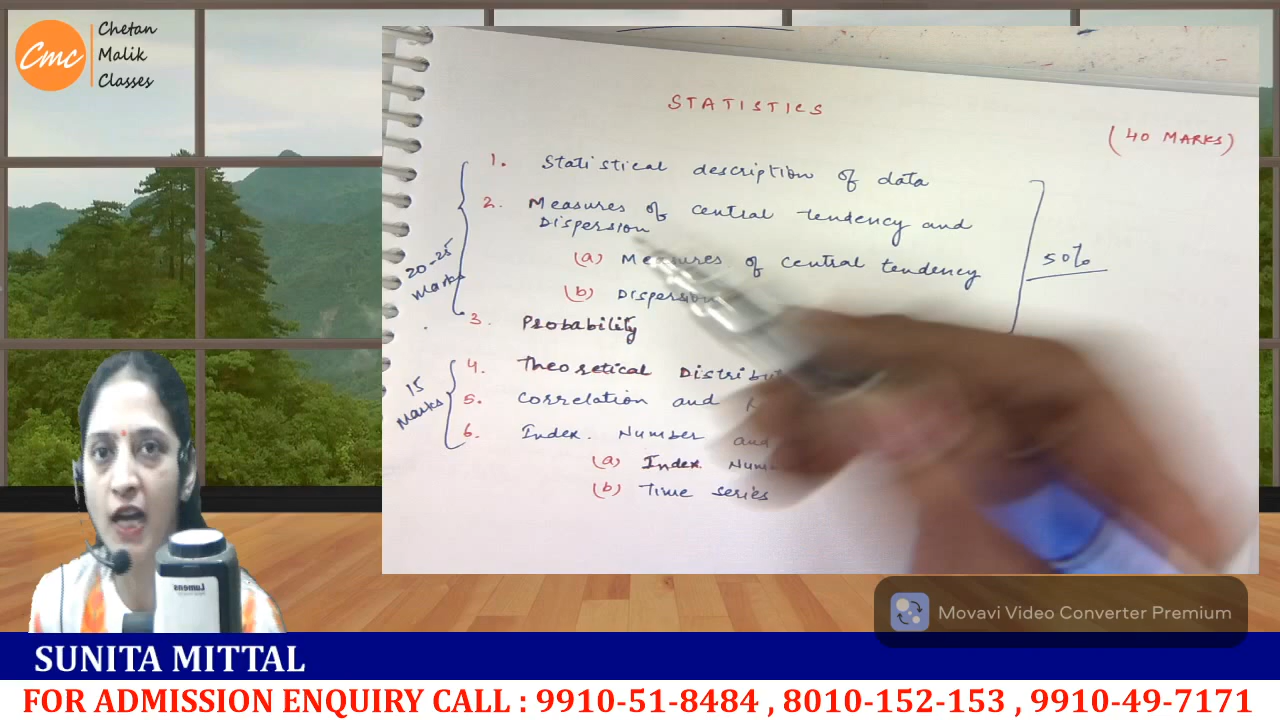 Cmc
Chetan
Malik
Classes
STATISTICS
(40 MARKS)
1. Statistical description of data
2. Measures of central tendency and
Dispersion
(a) Measures of central tendency
(b) Dispersion
50%
20-25
Marks
3. Probability
4. Theoretical
5. Correlation and
15
Marks
6. Index. Number and
(a) Index
(b) Time series
Lumens
Movavi Video Converter Premium
SUNITA MITTAL
FOR ADMISSION ENQUIRY CALL : 9910-51-8484 , 8010-152-153 , 9910-49-7171